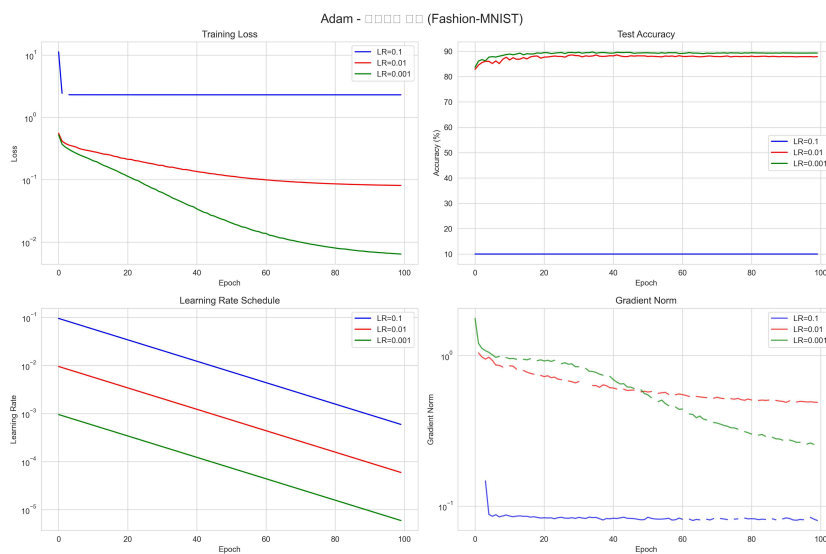 Adam - (Fashion-MNIST)
Training Loss
Loss
10¹
10⁰
10⁻¹
10⁻²
LR=0.1
LR=0.01
LR=0.001
0 20 40 60 80 100
Epoch
Test Accuracy
Accuracy (%)
90
80
70
60
50
40
30
20
10
LR=0.1
LR=0.01
LR=0.001
0 20 40 60 80 100
Epoch
Learning Rate Schedule
Learning Rate
10⁻¹
10⁻²
10⁻³
10⁻⁴
10⁻⁵
LR=0.1
LR=0.01
LR=0.001
0 20 40 60 80 100
Epoch
Gradient Norm
Gradient Norm
10⁰
10⁻¹
LR=0.1
LR=0.01
LR=0.001
0 20 40 60 80 100
Epoch